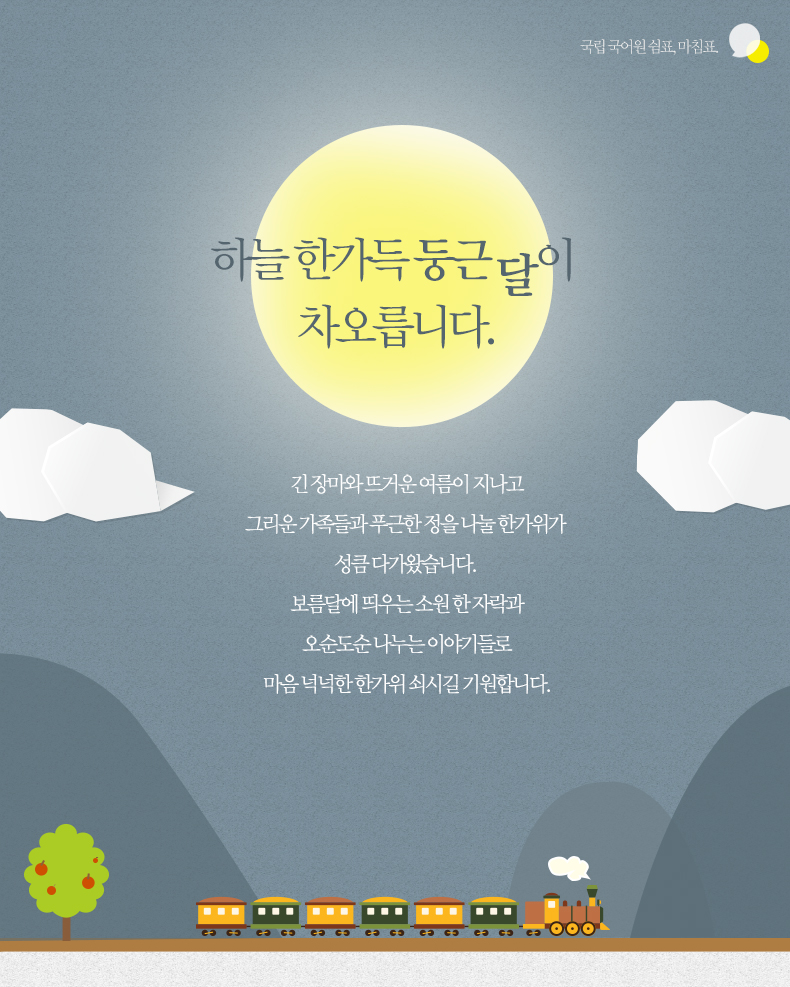 국립국어원 쉼표, 마침표.
하늘 한가득 둥근 달이
차오릅니다.
긴 장마와 뜨거운 여름이 지나고
그리운 가족들과 푸근한 정을 나눌 한가위가
성큼 다가왔습니다.
보름달에 띄우는 소원 한 자락과
오순도순 나누는 이야기들로
마음 넉넉한 한가위 쇠시길 기원합니다.